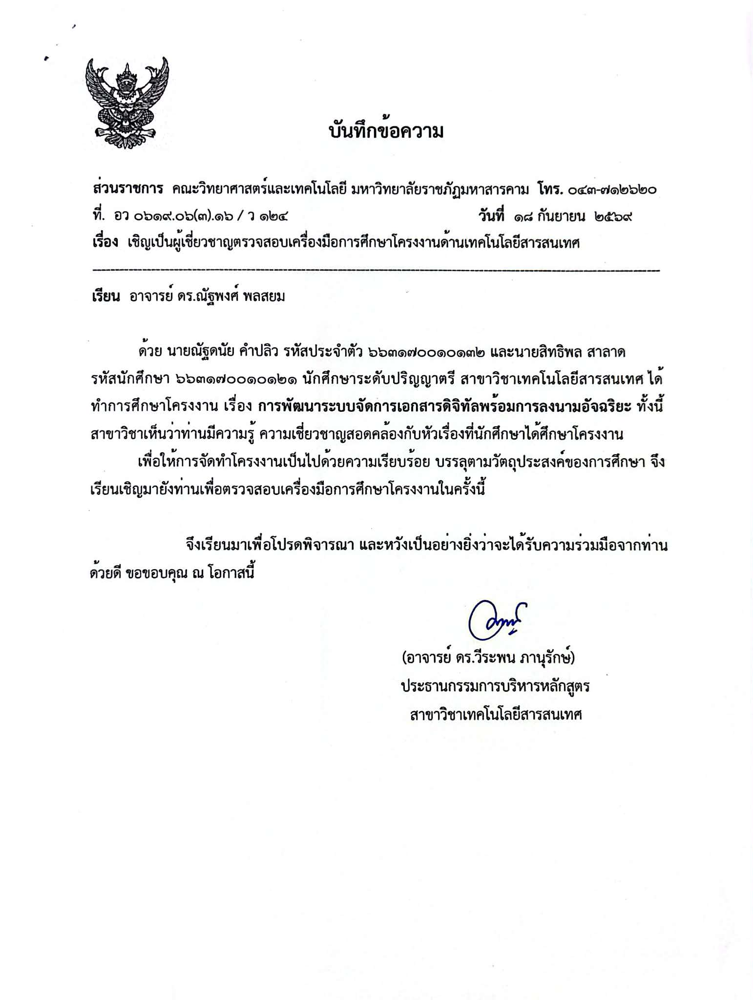 บันทึกข้อความ
ส่วนราชการ คณะวิทยาศาสตร์และเทคโนโลยี มหาวิทยาลัยราชภัฏมหาสารคาม โทร. ๐๔๓-๗๑๒๖๒๐
ที่. อว ๐๖๑๙.๐๖(๓).๑๖ / ว ๑๒๔ วันที่ ๑๘ กันยายน ๒๕๖๙
เรื่อง เชิญเป็นผู้เชี่ยวชาญตรวจสอบเครื่องมือการศึกษาโครงงานด้านเทคโนโลยีสารสนเทศ
เรียน อาจารย์ ดร.ณัฐพงศ์ พลสยม
ด้วย นายณัฐดนัย คำปลิว รหัสประจำตัว ๖๖๓๑๗๐๐๑๐๑๓๒ และนายสิทธิพล สาลาด
รหัสนักศึกษา ๖๖๓๑๗๐๐๑๐๑๒๑ นักศึกษาระดับปริญญาตรี สาขาวิชาเทคโนโลยีสารสนเทศ ได้
ทำการศึกษาโครงงาน เรื่อง การพัฒนาระบบจัดการเอกสารดิจิทัลพร้อมการลงนามอัจฉริยะ ทั้งนี้
สาขาวิชาเห็นว่าท่านมีความรู้ ความเชี่ยวชาญสอดคล้องกับหัวเรื่องที่นักศึกษาได้ศึกษาโครงงาน
เพื่อให้การจัดทำโครงงานเป็นไปด้วยความเรียบร้อย บรรลุตามวัตถุประสงค์ของการศึกษา จึง
เรียนเชิญมายังท่านเพื่อตรวจสอบเครื่องมือการศึกษาโครงงานในครั้งนี้
จึงเรียนมาเพื่อโปรดพิจารณา และหวังเป็นอย่างยิ่งว่าจะได้รับความร่วมมือจากท่าน
ด้วยดี ขอขอบคุณ ณ โอกาสนี้
(อาจารย์ ดร.วีระพน ภานุรักษ์)
ประธานกรรมการบริหารหลักสูตร
สาขาวิชาเทคโนโลยีสารสนเทศ